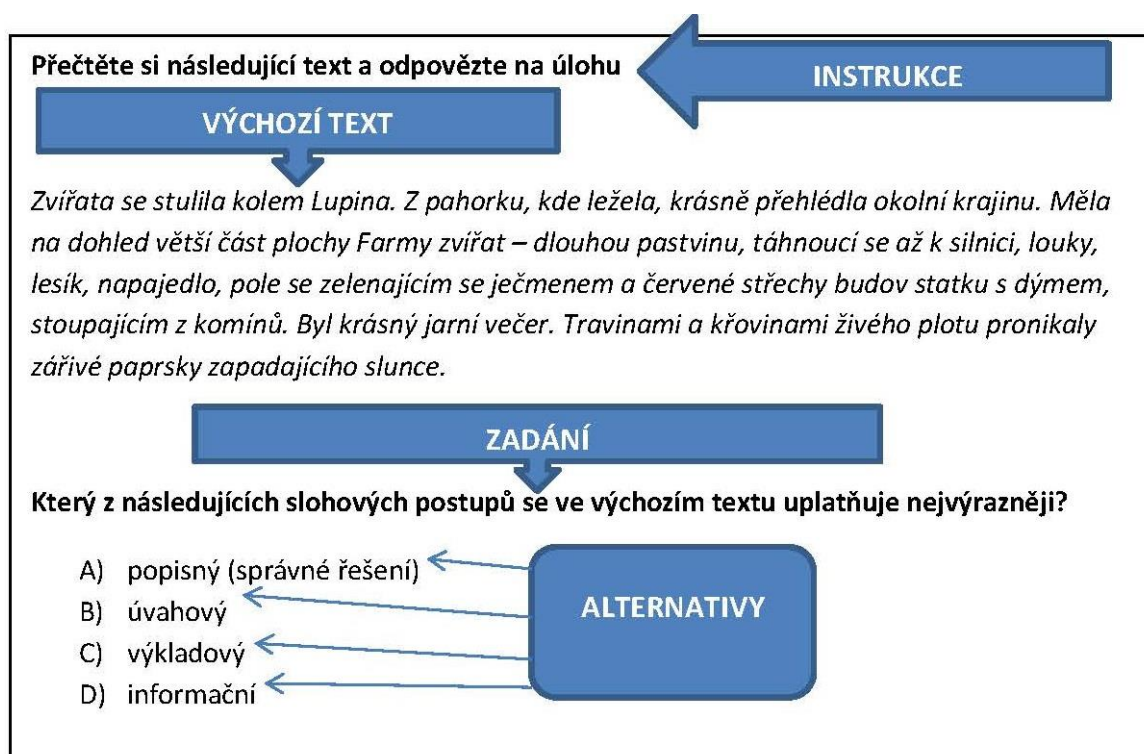 Přečtěte si následující text a odpovězte na úlohu
INSTRUKCE
VÝCHOZÍ TEXT
Zvířata se stulila kolem Lupina. Z pahorku, kde ležela, krásně přehlédla okolní krajinu. Měla
na dohled větší část plochy Farmy zvířat – dlouhou pastvinu, táhnoucí se až k silnici, louky,
lesík, napajedlo, pole se zelenajícím se ječmenem a červené střechy budov statku s dýmem,
stoupajícím z komínů. Byl krásný jarní večer. Travinami a křovinami živého plotu pronikaly
zářivé paprsky zapadajícího slunce.
ZADÁNÍ
Který z následujících slohových postupů se ve výchozím textu uplatňuje nejvýrazněji?
A) popisný (správné řešení)
B) úvahový
C) výkladový
D) informační
ALTERNATIVY